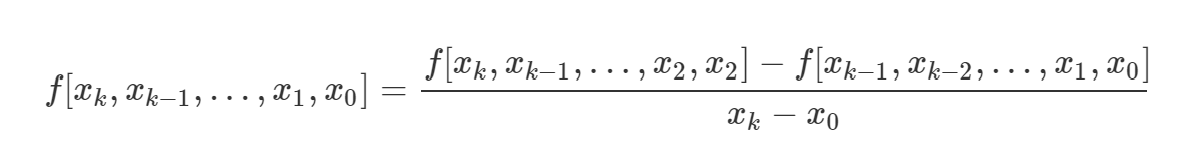 f[x_k, x_{k-1}, \ldots, x_1, x_0] = \frac{f[x_k, x_{k-1}, \ldots, x_2, x_2] - f[x_{k-1}, x_{k-2}, \ldots, x_1, x_0]}{x_k - x_0}